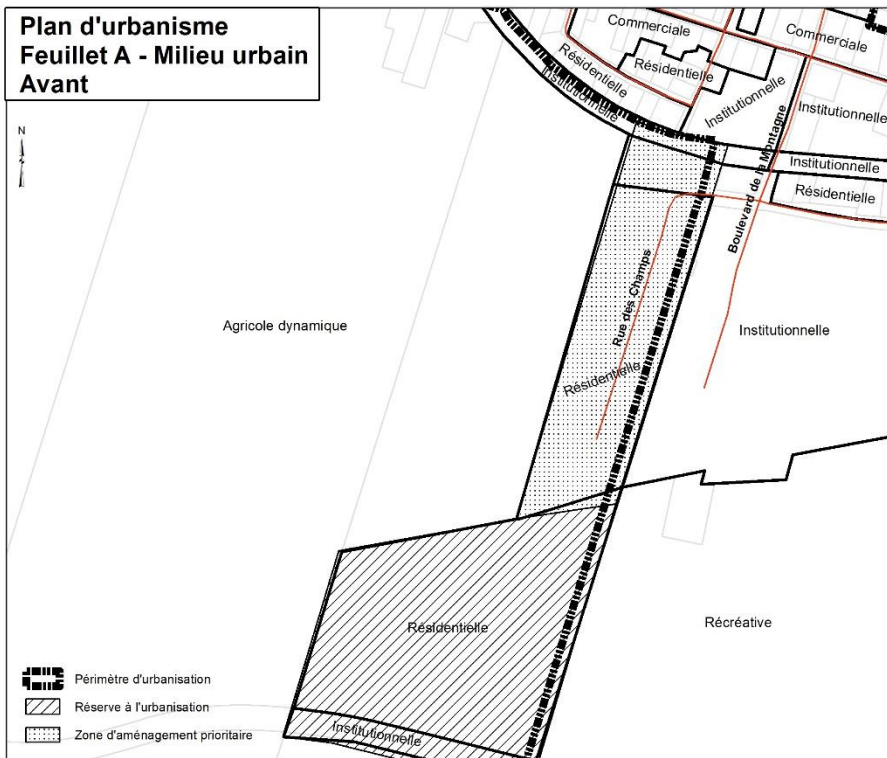 Plan d'urbanisme
Feuillet A - Milieu urbain
Avant
N
Commerciale
Commerciale
Résidentielle
Résidentielle
Institutionnelle
Institutionnelle
Institutionnelle
Institutionnelle
Résidentielle
Boulevard de la Montagne
Rue des Champs
Agricole dynamique
Institutionnelle
Résidentielle
Résidentielle
Récréative
Institutionnelle
Périmètre d'urbanisation
Réserve à l'urbanisation
Zone d'aménagement prioritaire